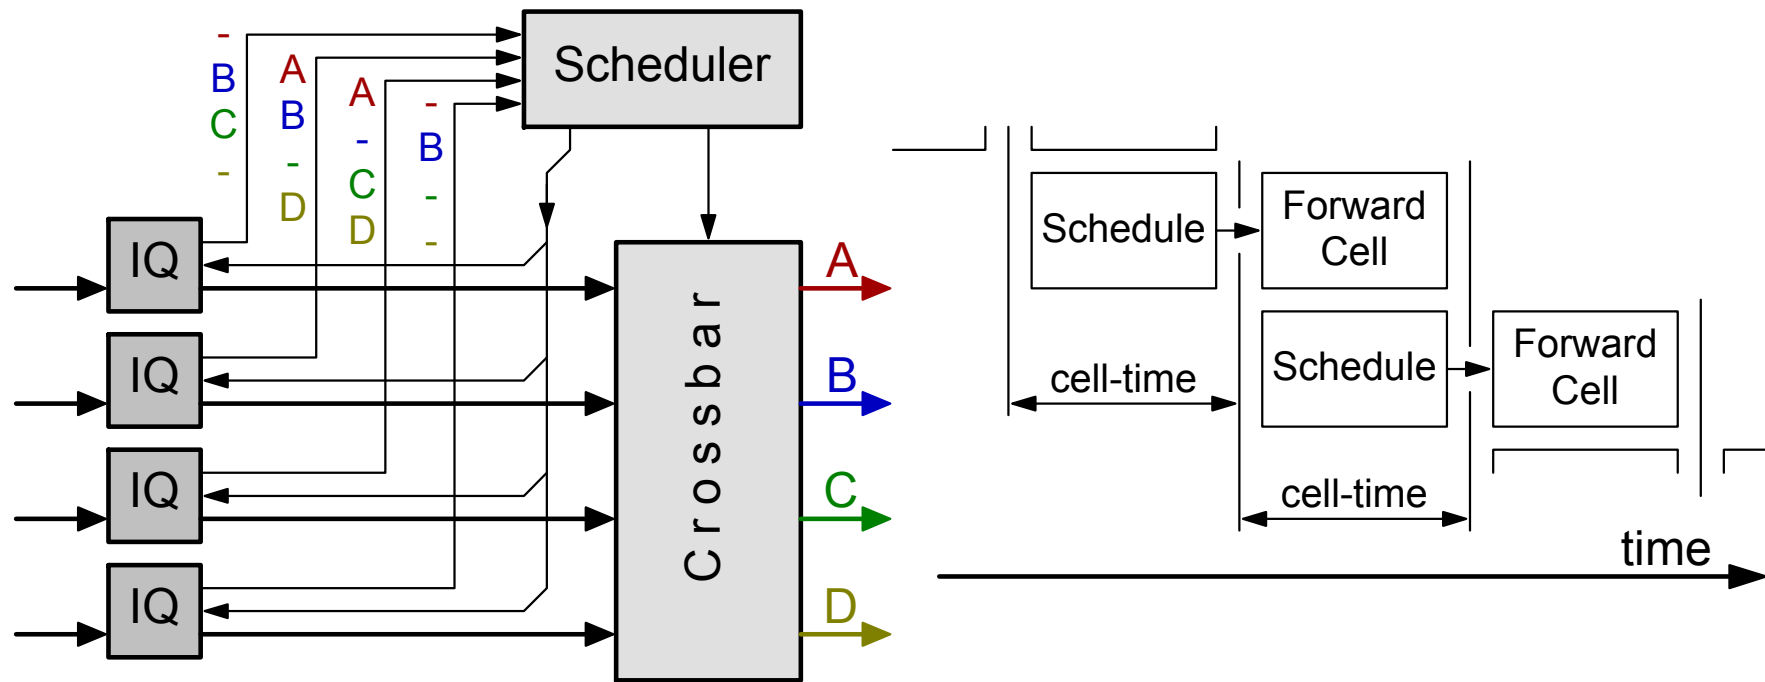 Scheduler
-
B
C
-
A
B
-
D
A
-
C
D
-
B
-
-
IQ
IQ
IQ
IQ
Crossbar
A
B
C
D
Schedule
Forward
Cell
cell-time
Schedule
Forward
Cell
cell-time
time